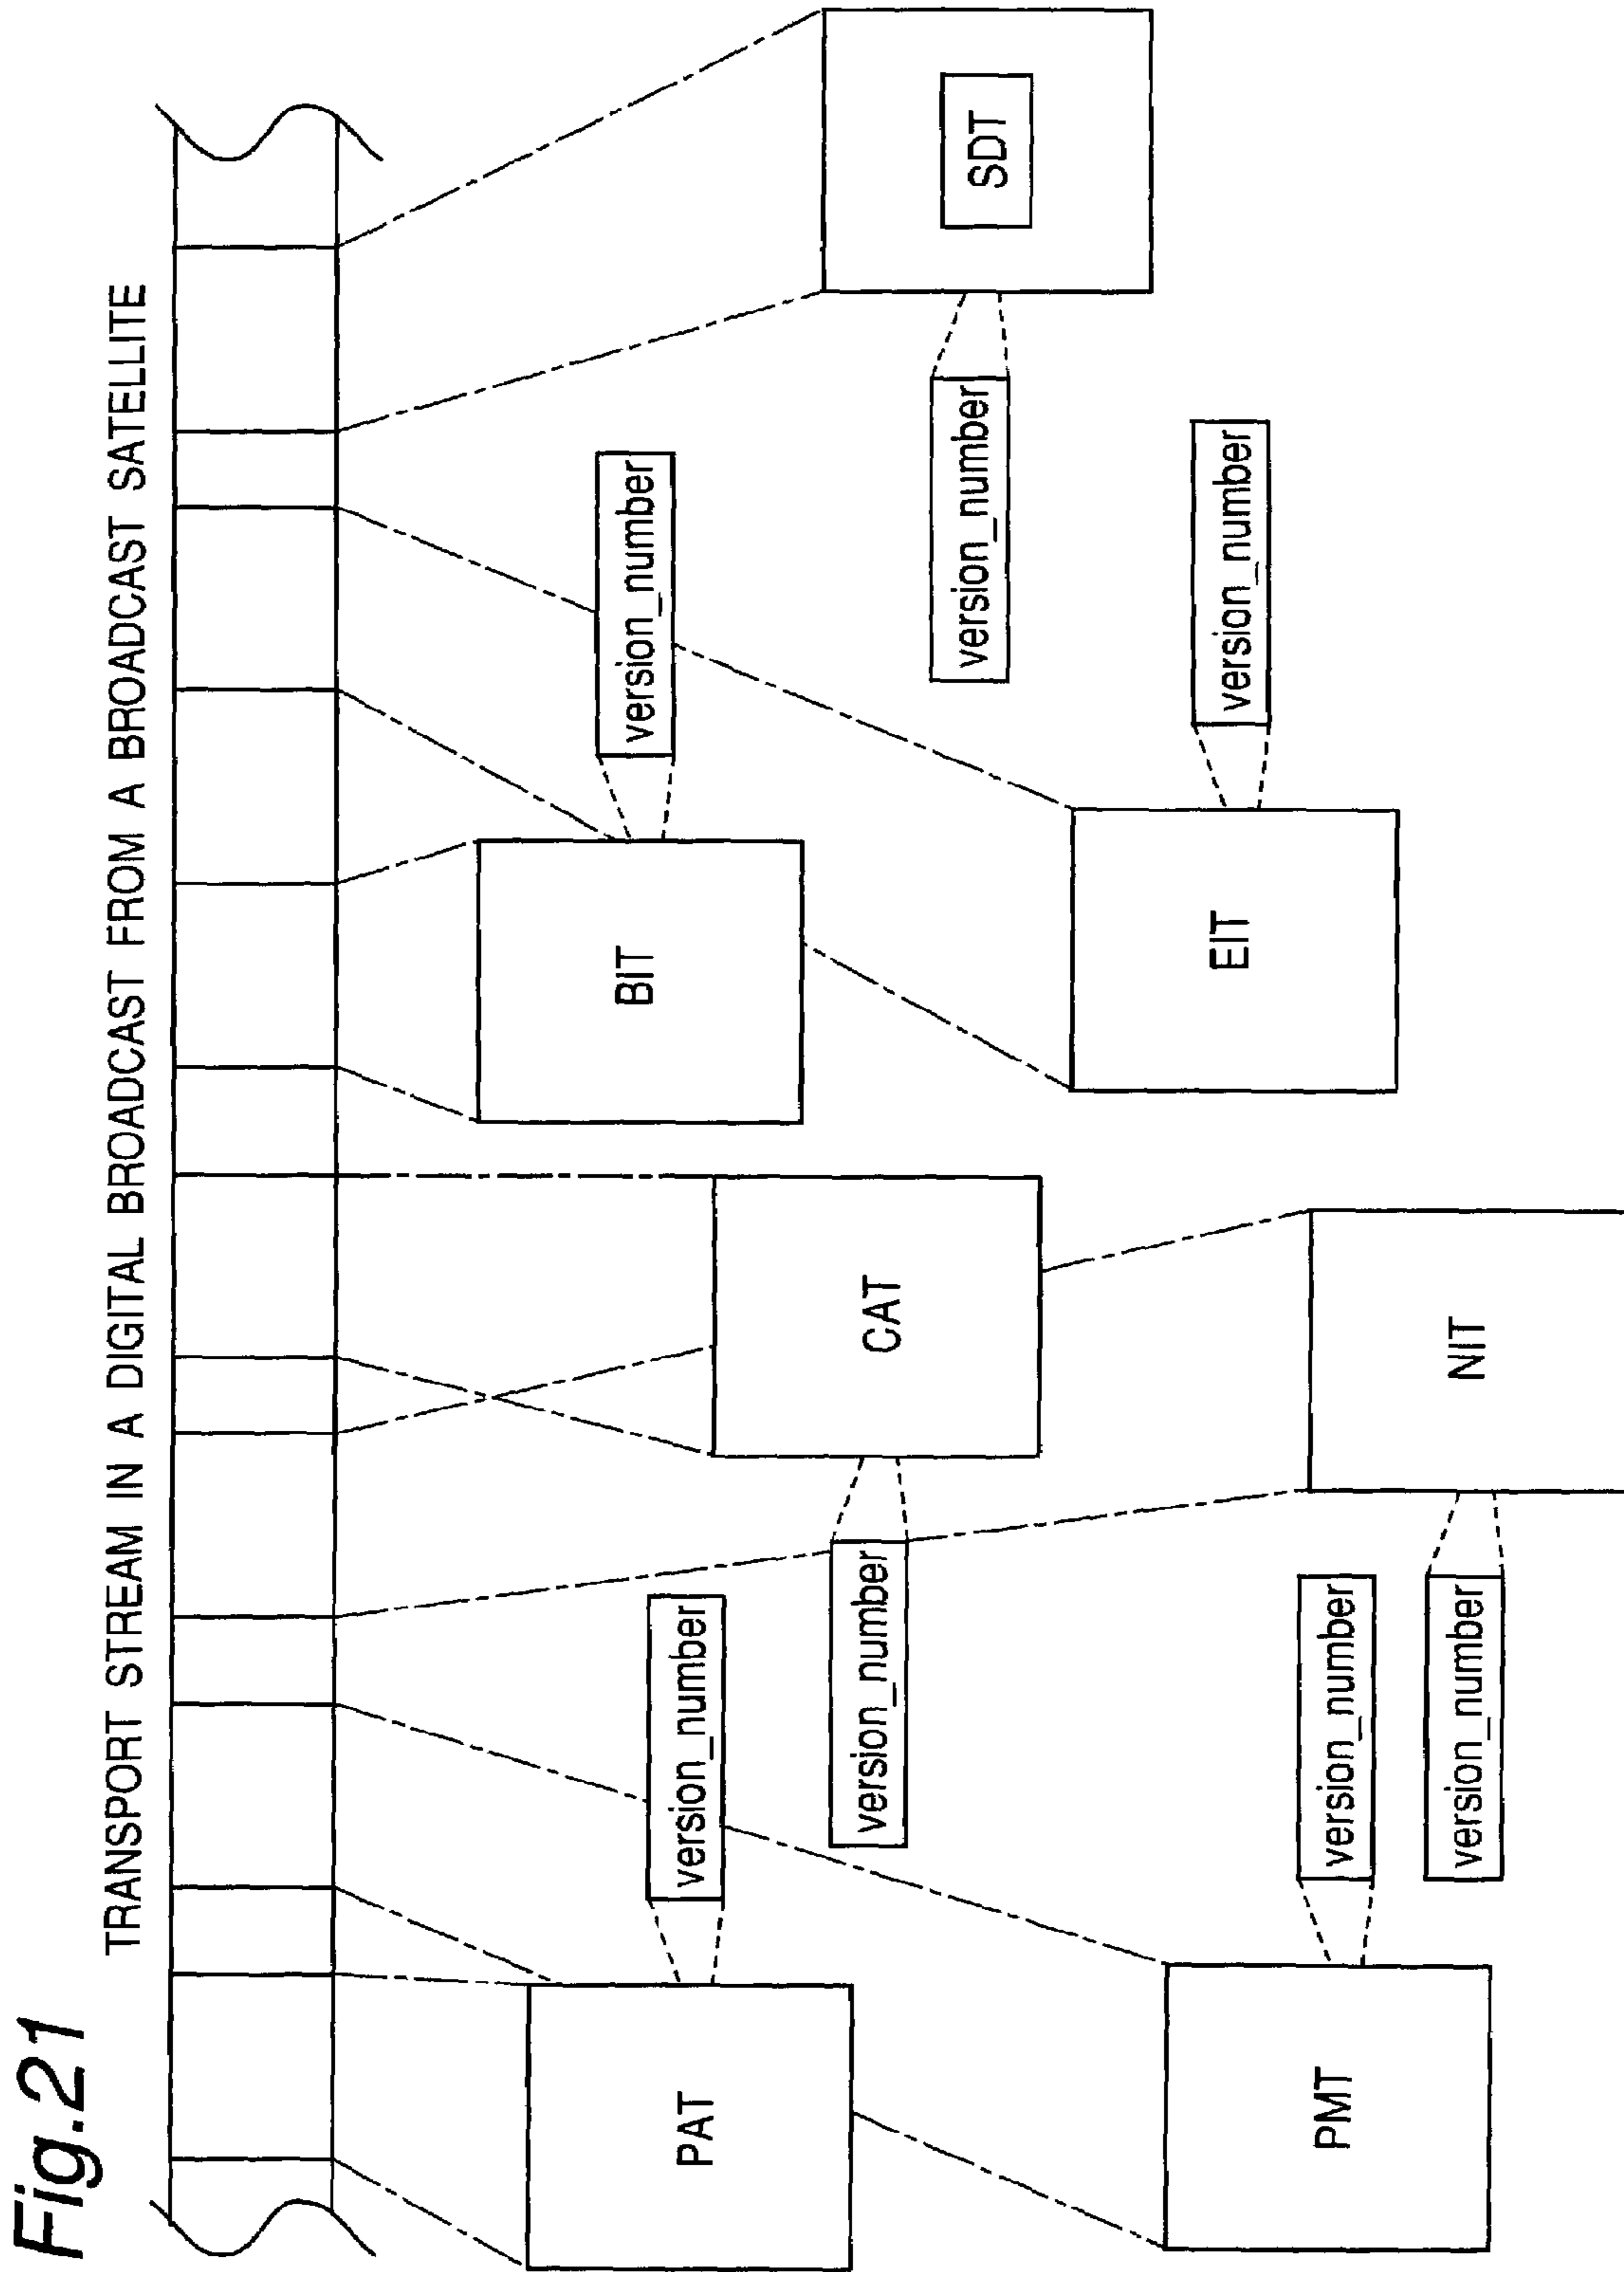 Fig.21
TRANSPORT STREAM IN A DIGITAL BROADCAST FROM A BROADCAST SATELLITE
BIT
version_number
PAT
version_number
CAT
version_number
SDT
version_number
EIT
version_number
PMT
version_number
NIT
version_number